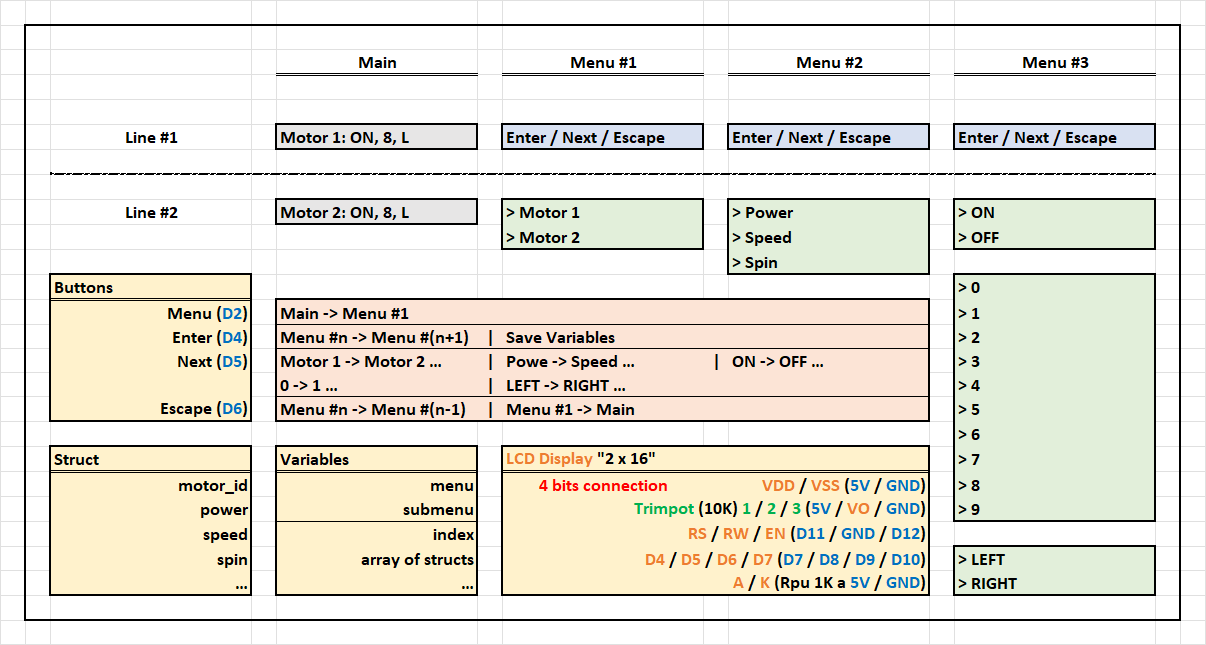 Main Menu #1 Menu #2 Menu #3
Line #1 Motor 1: ON, 8, L Enter / Next / Escape Enter / Next / Escape Enter / Next / Escape
Line #2 Motor 2: ON, 8, L > Motor 1 > Power > ON
> Motor 2 > Speed > OFF
> Spin
Buttons > 0
Menu (D2) Main -> Menu #1 > 1
Enter (D4) Menu #n -> Menu #(n+1) | Save Variables > 2
Next (D5) Motor 1 -> Motor 2 ... | Powe -> Speed ... | ON -> OFF ... > 3
0 -> 1 ... | LEFT -> RIGHT ... > 4
Escape (D6) Menu #n -> Menu #(n-1) | Menu #1 -> Main > 5
> 6
Struct Variables LCD Display "2 x 16" > 7
motor_id menu 4 bits connection VDD / VSS (5V / GND) > 8
power submenu Trimpot (10K) 1 / 2 / 3 (5V / VO / GND) > 9
speed index RS / RW / EN (D11 / GND / D12)
spin array of structs D4 / D5 / D6 / D7 (D7 / D8 / D9 / D10) > LEFT
... ... A / K (Rpu 1K a 5V / GND) > RIGHT